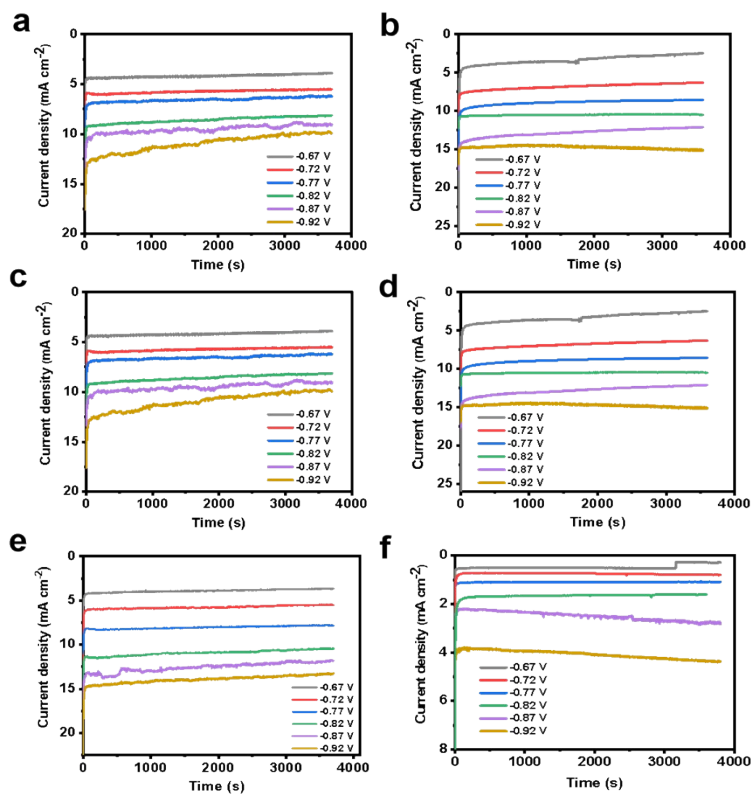 a
Current density (mA cm⁻²)
0
5
10
15
20
-0.67 V
-0.72 V
-0.77 V
-0.82 V
-0.87 V
-0.92 V
0 1000 2000 3000 4000
Time (s)
b
Current density (mA cm⁻²)
0
5
10
15
20
25
-0.67 V
-0.72 V
-0.77 V
-0.82 V
-0.87 V
-0.92 V
0 1000 2000 3000 4000
Time (s)
c
Current density (mA cm⁻²)
0
5
10
15
20
-0.67 V
-0.72 V
-0.77 V
-0.82 V
-0.87 V
-0.92 V
0 1000 2000 3000 4000
Time (s)
d
Current density (mA cm⁻²)
0
5
10
15
20
25
-0.67 V
-0.72 V
-0.77 V
-0.82 V
-0.87 V
-0.92 V
0 1000 2000 3000 4000
Time (s)
e
Current density (mA cm⁻²)
0
5
10
15
20
-0.67 V
-0.72 V
-0.77 V
-0.82 V
-0.87 V
-0.92 V
0 1000 2000 3000 4000
Time (s)
f
Current density (mA cm⁻²)
0
2
4
6
8
-0.67 V
-0.72 V
-0.77 V
-0.82 V
-0.87 V
-0.92 V
0 1000 2000 3000 4000
Time (s)